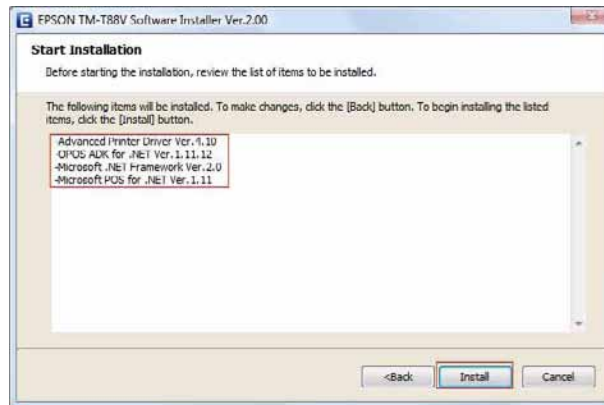 EPSON TM-T88V Software Installer Ver.2.00
Start Installation
Before starting the installation, review the list of items to be installed.
The following items will be installed. To make changes, click the [Back] button. To begin installing the listed
items, click the [Install] button.
-Advanced Printer Driver Ver.4.10
-OPOS ADK for .NET Ver.1.11.12
-Microsoft .NET Framework Ver.2.0
-Microsoft POS for .NET Ver.1.11
<Back
Install
Cancel